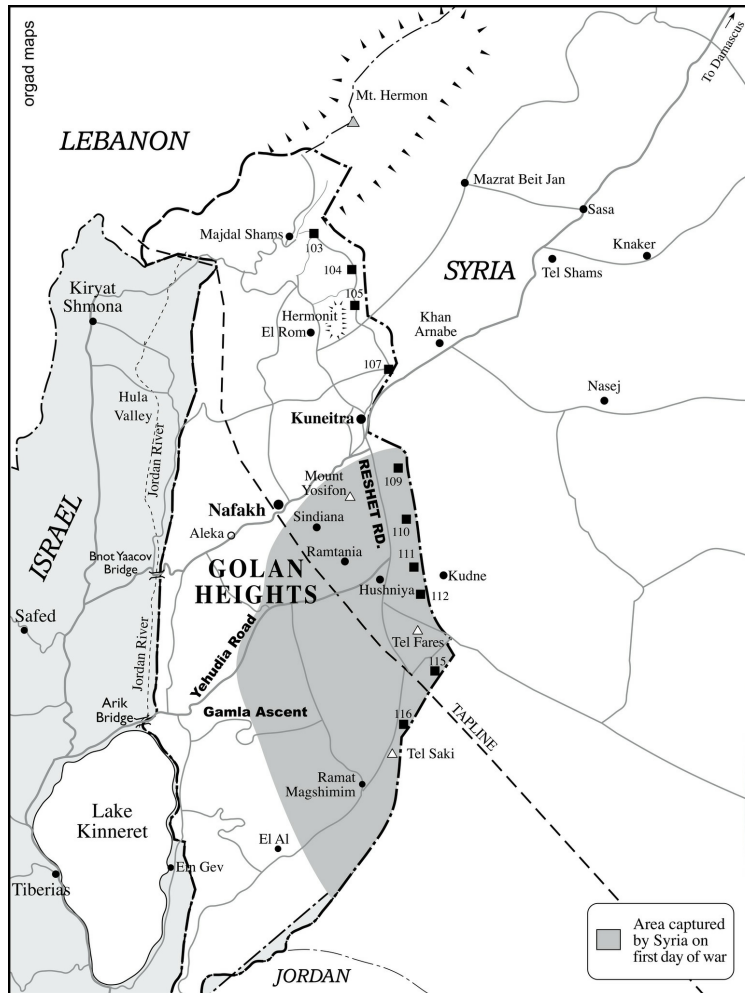 orgad maps
To Damascus
Mt. Hermon
LEBANON
Mazrat Beit Jan
Sasa
Majdal Shams
103
Knaker
Tel Shams
SYRIA
104
Kiryat
Shmona
105
Hermonit
El Rom
Khan
Arnabe
107
Nasej
Hula
Valley
Kuneitra
Jordan River
RESHET RD.
109
Mount
Yosifon
Nafakh
Sindiana
110
Aleka
ISRAEL
Bnot Yaacov
Bridge
Ramtania
111
GOLAN
HEIGHTS
Hushniya
Kudne
112
Safed
Jordan River
Yehudia Road
Tel Fares
115
Arik
Bridge
Gamla Ascent
116
TAPLINE
Tel Saki
Ramat
Magshimim
Lake
Kinneret
El Al
Ein Gev
Tiberias
JORDAN
Area captured
by Syria on
first day of war